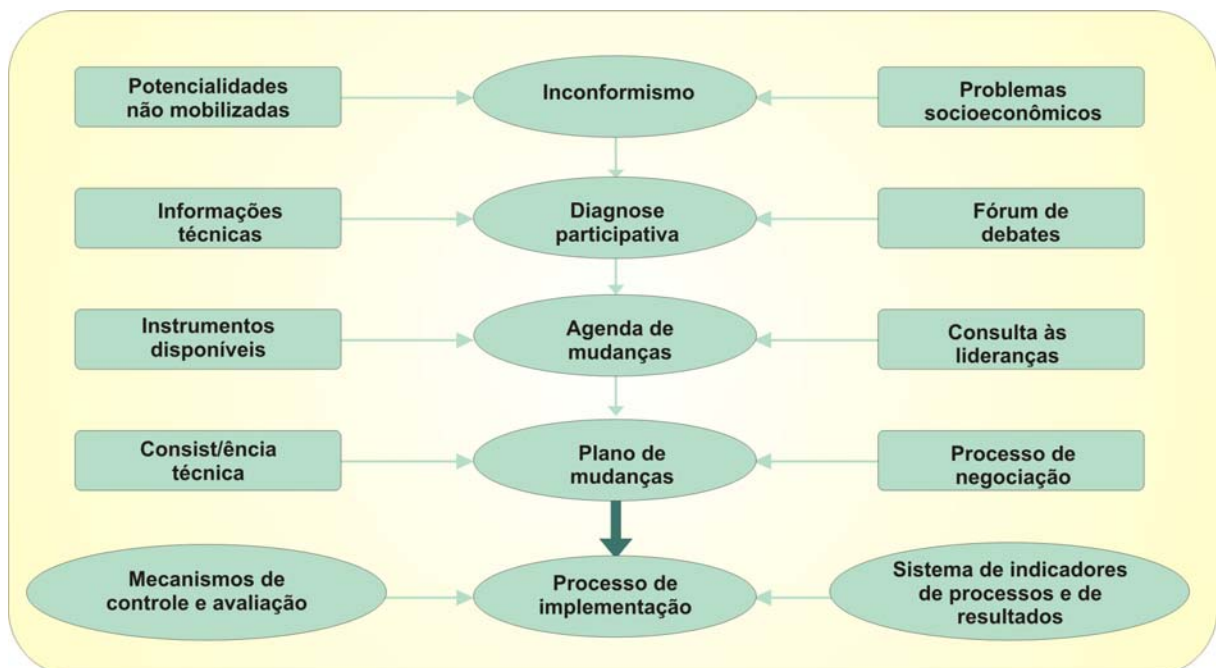 Potencialidades
não mobilizadas
Inconformismo
Problemas
socioeconômicos
Informações
técnicas
Diagnose
participativa
Fórum de
debates
Instrumentos
disponíveis
Agenda de
mudanças
Consulta às
lideranças
Consist/ência
técnica
Plano de
mudanças
Processo de
negociação
Mecanismos de
controle e avaliação
Processo de
implementação
Sistema de indicadores
de processos e de
resultados